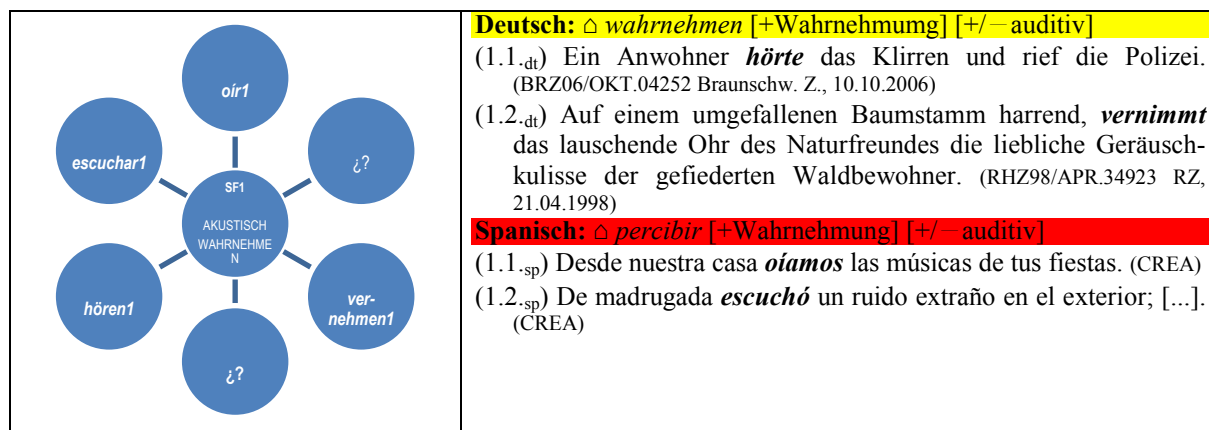 oír1
escuchar1
¿?
SF1
AKUSTISCH
WAHRNEHME
N
hören1
ver-
nehmen1
¿?
Deutsch: ⌂ wahrnehmen [+Wahrnehmumg] [+/−auditiv]
(1.1.dt) Ein Anwohner hörte das Klirren und rief die Polizei.
(BRZ06/OKT.04252 Braunschw. Z., 10.10.2006)
(1.2.dt) Auf einem umgefallenen Baumstamm harrend, vernimmt
das lauschende Ohr des Naturfreundes die liebliche Geräusch-
kulisse der gefiederten Waldbewohner. (RHZ98/APR.34923 RZ,
21.04.1998)
Spanisch: ⌂ percibir [+Wahrnehmung] [+/−auditiv]
(1.1.sp) Desde nuestra casa oíamos las músicas de tus fiestas. (CREA)
(1.2.sp) De madrugada escuchó un ruido extraño en el exterior; [...].
(CREA)